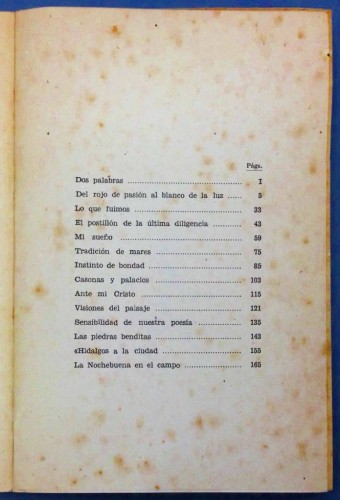 Págs.
Dos palabras ........ 1
Del rojo de pasión al blanco de la luz ..... 5
Lo que fuimos ........ 33
El postillón de la última diligencia ........ 43
Mi sueño ........ 59
Tradición de mares ........ 75
Instinto de bondad ........ 85
Casonas y palacios ........ 103
Ante mi Cristo ........ 115
Visiones del paisaje ........ 121
Sensibilidad de nuestra poesía ........ 135
Las piedras benditas ........ 143
«Hidalgos a la ciudad ........ 155
La Nochebuena en el campo ........ 165